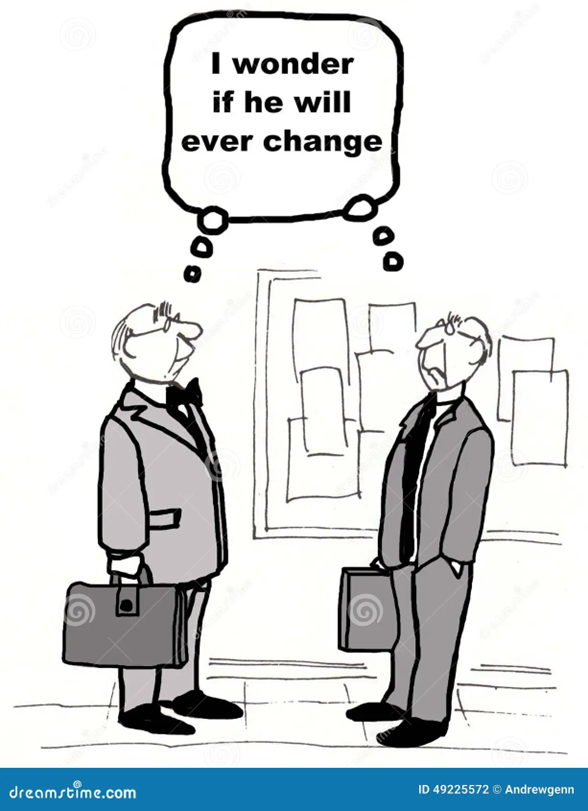 I wonder
if he will
ever change
dreamstime.com
ID 49225572 © Andrewgenn